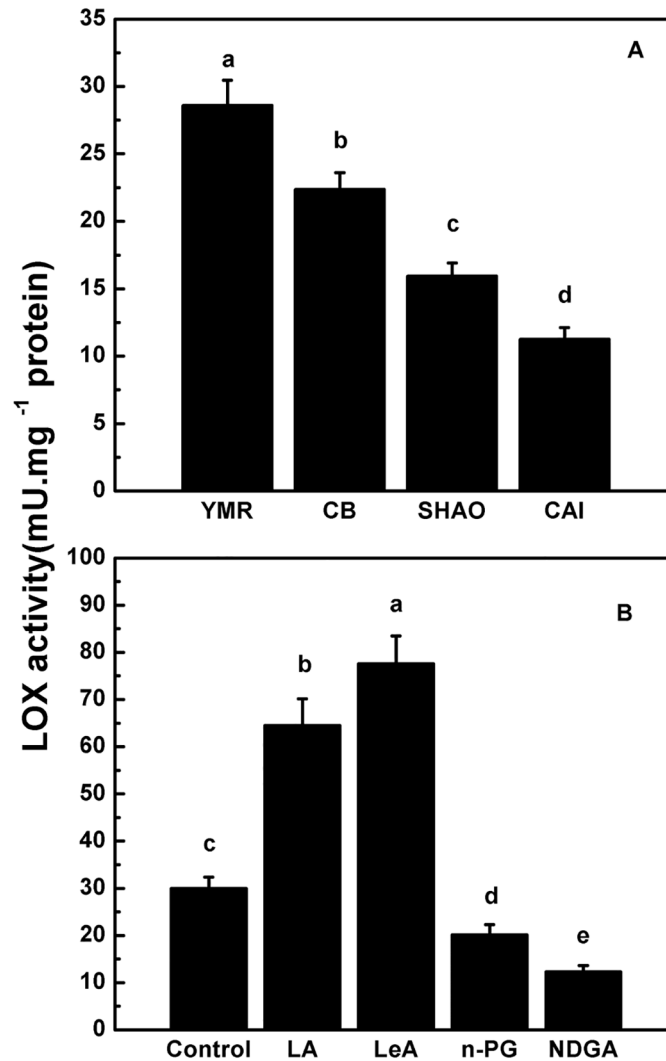 LOX activity(mU.mg⁻¹ protein)
A
35
30
25
20
15
10
5
0
a
b
c
d
YMR CB SHAO CAI
B
100
90
80
70
60
50
40
30
20
10
0
c
b
a
d
e
Control LA LeA n-PG NDGA